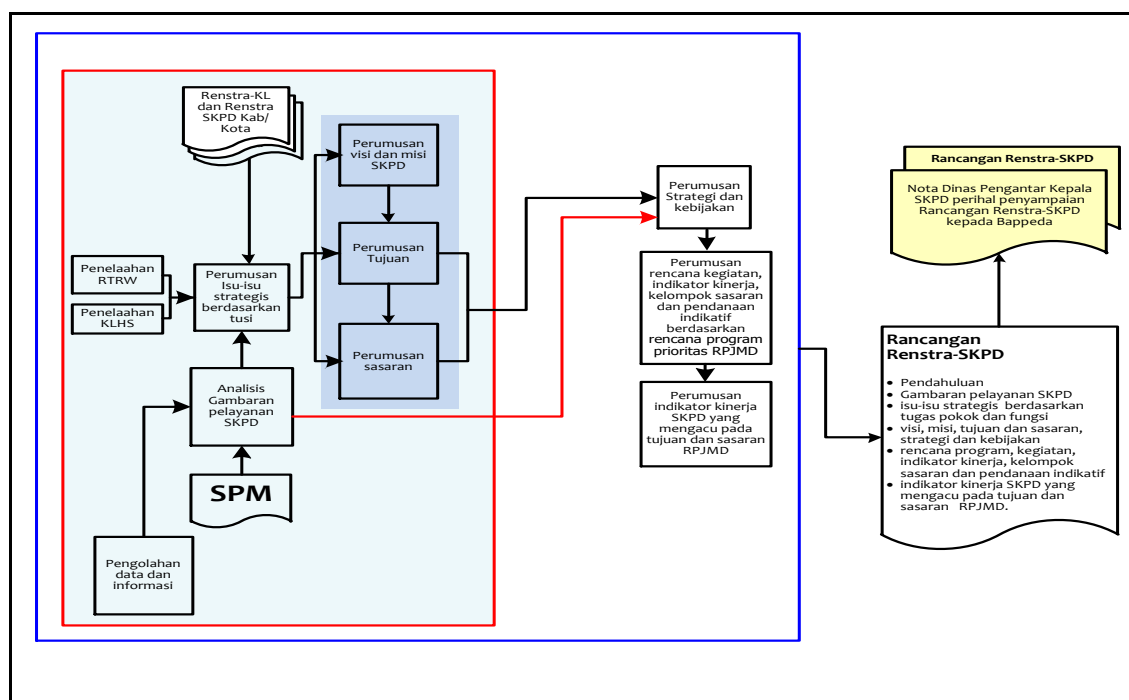 Renstra-KL
dan Renstra
SKPD Kab/
Kota
Penelaahan
RTRW
Penelaahan
KLHS
Perumusan
Isu-isu
strategis
berdasarkan
tusi
Analisis
Gambaran
pelayanan
SKPD
SPM
Pengolahan
data dan
informasi
Perumusan
visi dan misi
SKPD
Perumusan
Tujuan
Perumusan
sasaran
Perumusan
Strategi dan
kebijakan
Perumusan
rencana kegiatan,
indikator kinerja,
kelompok sasaran
dan pendanaan
indikatif
berdasarkan
rencana program
prioritas RPJMD
Perumusan
indikator kinerja
SKPD yang
mengacu pada
tujuan dan sasaran
RPJMD
Rancangan Renstra-SKPD
Nota Dinas Pengantar Kepala
SKPD perihal penyampaian
Rancangan Renstra-SKPD
kepada Bappeda
Rancangan
Renstra-SKPD
• Pendahuluan
• Gambaran pelayanan SKPD
• isu-isu strategis berdasarkan
tugas pokok dan fungsi
• visi, misi, tujuan dan sasaran,
strategi dan kebijakan
• rencana program, kegiatan,
indikator kinerja, kelompok
sasaran dan pendanaan indikatif
• indikator kinerja SKPD yang
mengacu pada tujuan dan
sasaran RPJMD.